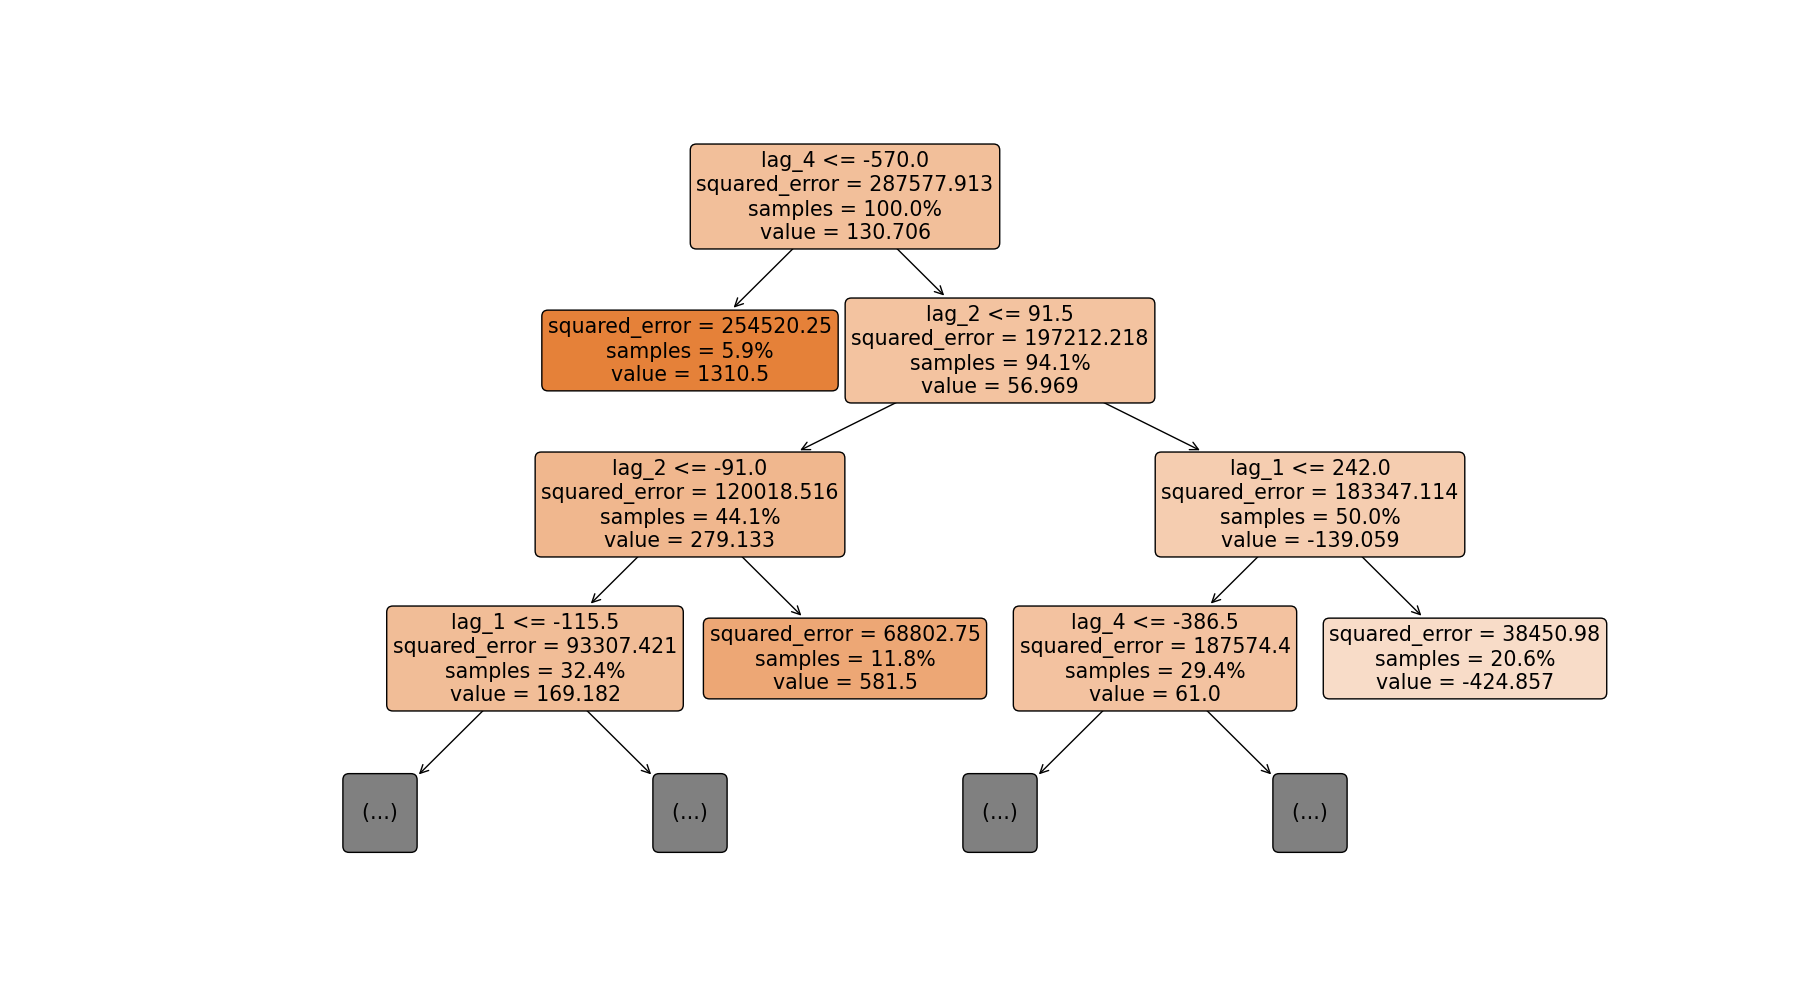 lag_4 <= -570.0
squared_error = 287577.913
samples = 100.0%
value = 130.706
squared_error = 254520.25
samples = 5.9%
value = 1310.5
lag_2 <= 91.5
squared_error = 197212.218
samples = 94.1%
value = 56.969
lag_2 <= -91.0
squared_error = 120018.516
samples = 44.1%
value = 279.133
lag_1 <= 242.0
squared_error = 183347.114
samples = 50.0%
value = -139.059
lag_1 <= -115.5
squared_error = 93307.421
samples = 32.4%
value = 169.182
squared_error = 68802.75
samples = 11.8%
value = 581.5
lag_4 <= -386.5
squared_error = 187574.4
samples = 29.4%
value = 61.0
squared_error = 38450.98
samples = 20.6%
value = -424.857
(...)
(...)
(...)
(...)